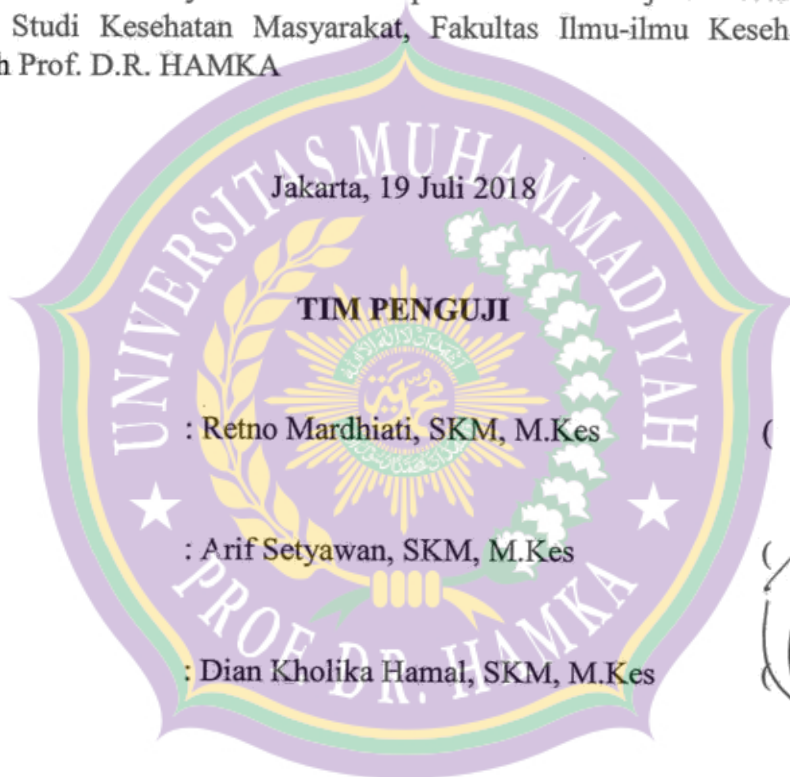 Studi Kesehatan Masyarakat, Fakultas Ilmu-ilmu
Prof. D.R. HAMKA
UNIVERSITAS MUHAMMADIYAH
Jakarta, 19 Juli 2018
TIM PENGUJI
محمدية
: Retno Mardhiati, SKM, M.Kes (
: Arif Setyawan, SKM, M.Kes (
: Dian Kholika Hamal, SKM, M.Kes (
PROF DR. HAMKA